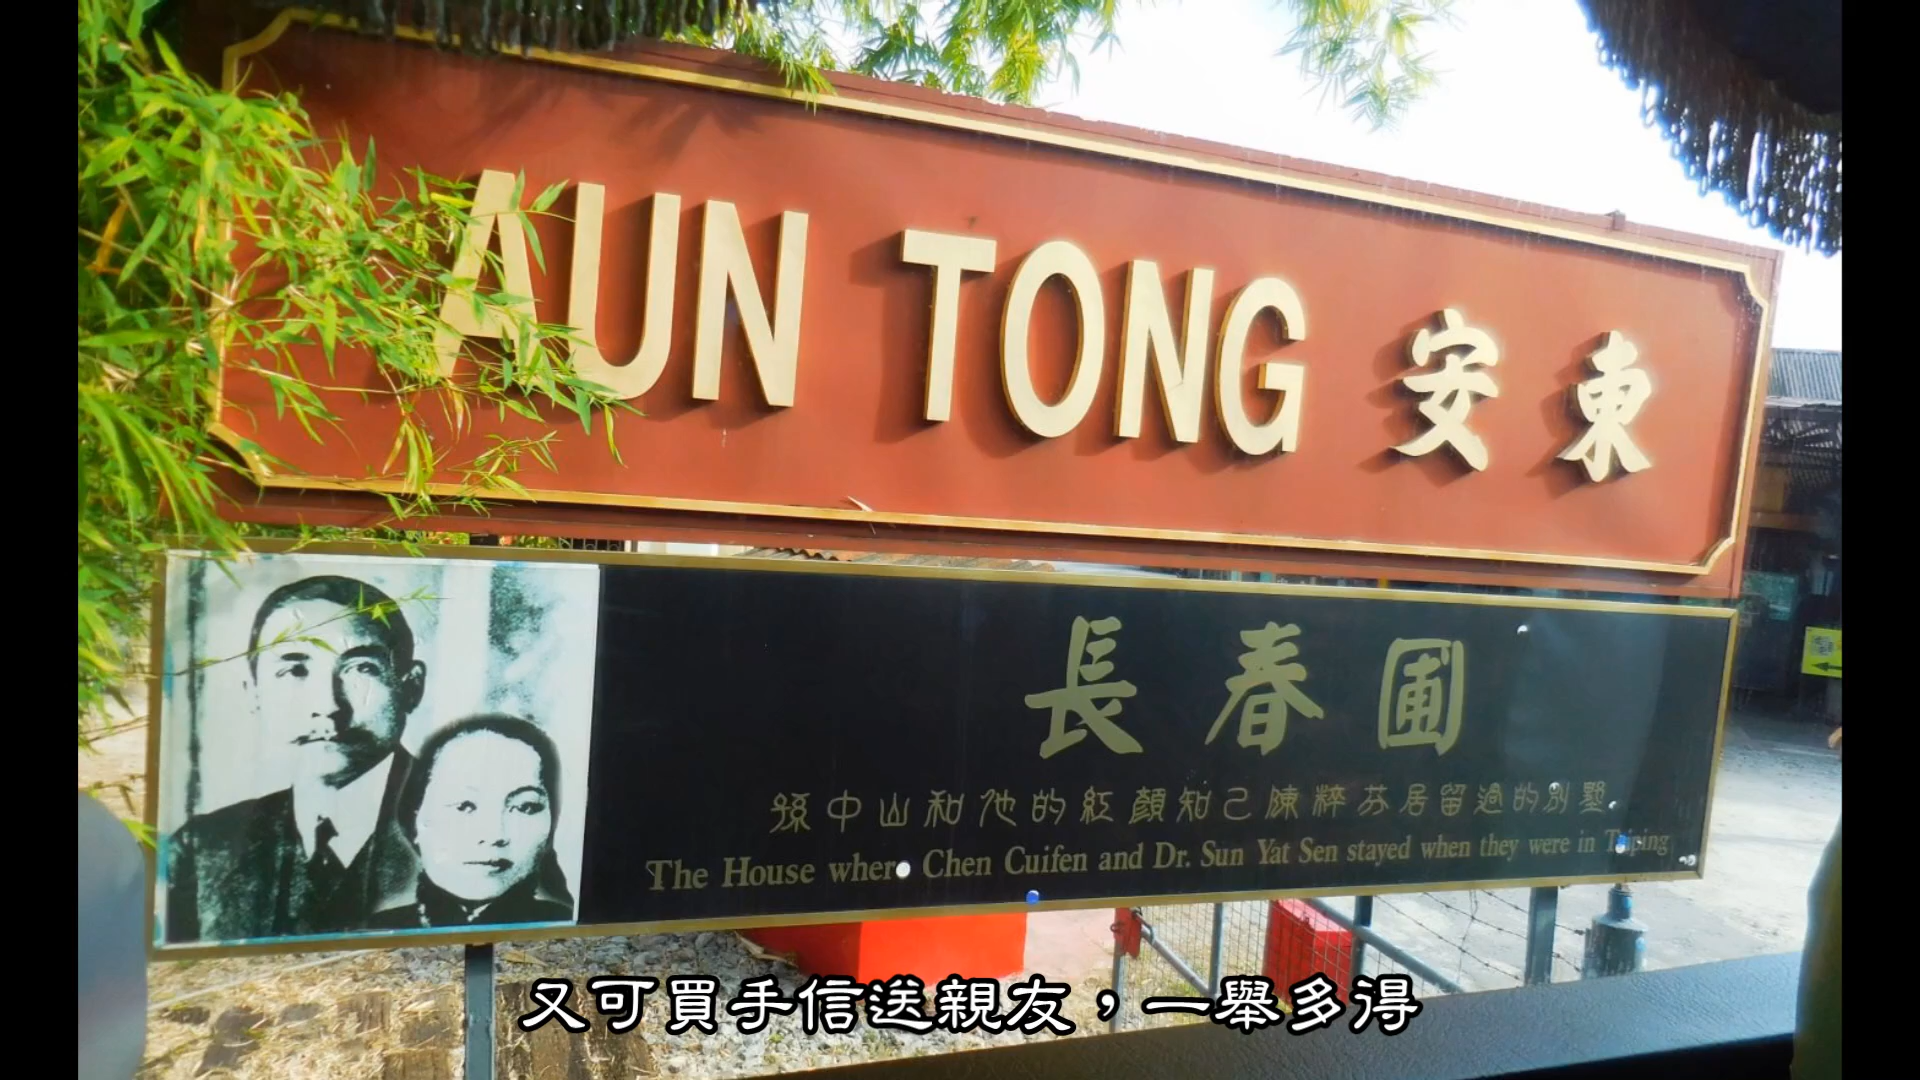 AUN TONG 安東
長春圃
孫中山和他的紅顏知己陳粹芬居留過的別墅
The House where Chen Cuifen and Dr. Sun Yat Sen stayed when they were in Taiping
又可買手信送親友，一舉多得